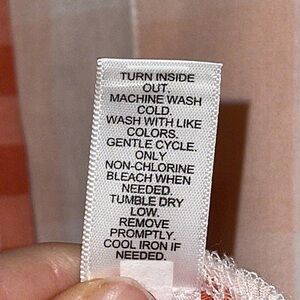 TURN INSIDE
OUT.
MACHINE WASH
COLD.
WASH WITH LIKE
COLORS.
GENTLE CYCLE.
ONLY
NON-CHLORINE
BLEACH WHEN
NEEDED.
TUMBLE DRY
LOW.
REMOVE
PROMPTLY.
COOL IRON IF
NEEDED.